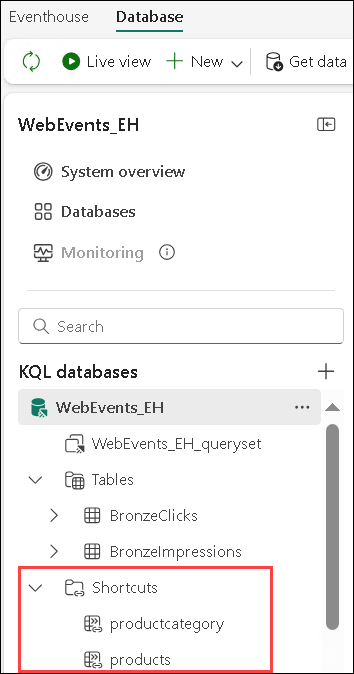 Eventhouse Database
Live view New Get data
WebEvents_EH
System overview
Databases
Monitoring
Search
KQL databases
WebEvents_EH
WebEvents_EH_queryset
Tables
BronzeClicks
BronzeImpressions
Shortcuts
productcategory
products